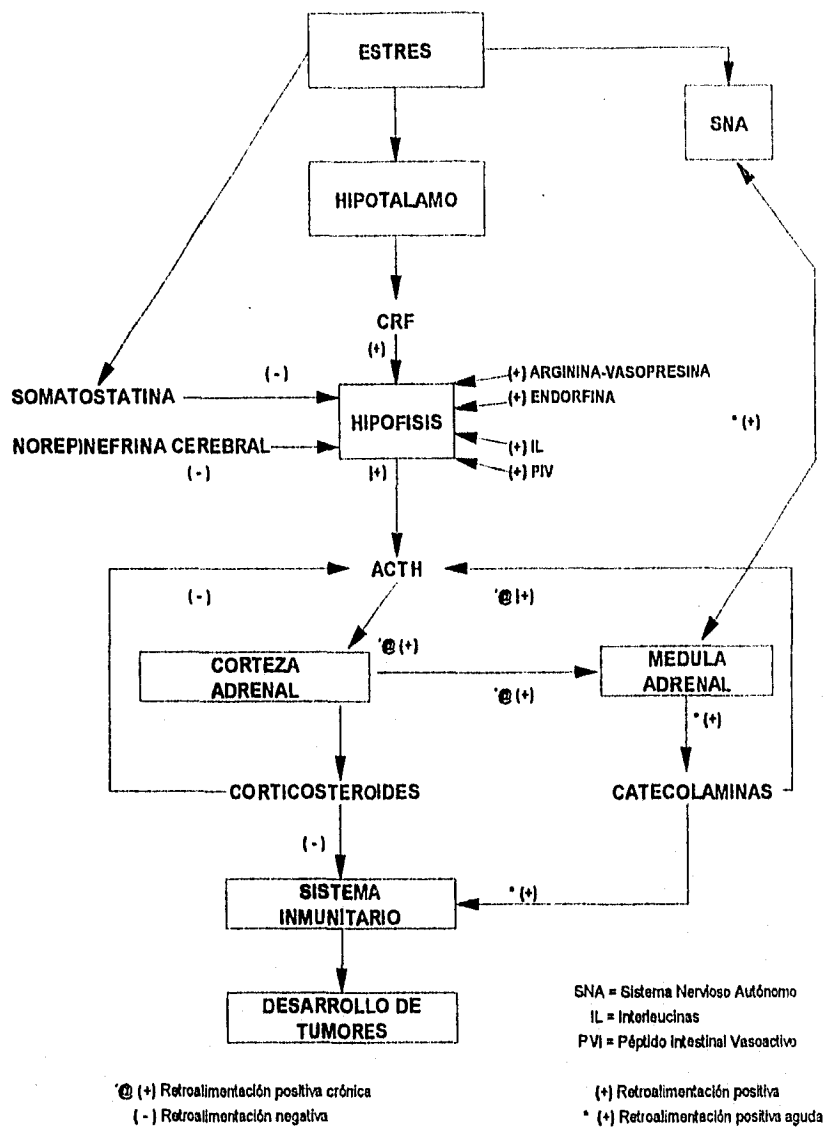 ESTRES
SNA
HIPOTALAMO
CRF
(+)
(+) ARGININA-VASOPRESINA
(-)
SOMATOSTATINA
(+) ENDORFINA
HIPOFISIS
* (+)
NOREPINEFRINA CEREBRAL
(+) IL
(-)
(+)
(+) PIV
ACTH
(-)
*@ (+)
*@ (+)
CORTEZA
ADRENAL
MEDULA
ADRENAL
*@ (+)
* (+)
CORTICOSTEROIDES
CATECOLAMINAS
(-)
SISTEMA
INMUNITARIO
* (+)
DESARROLLO DE
TUMORES
SNA = Sistema Nervioso Autónomo
IL = Interleucinas
PVI = Péptido Intestinal Vasoactivo
*@ (+) Retroalimentación positiva crónica
(+) Retroalimentación positiva
(-) Retroalimentación negativa
* (+) Retroalimentación positiva aguda